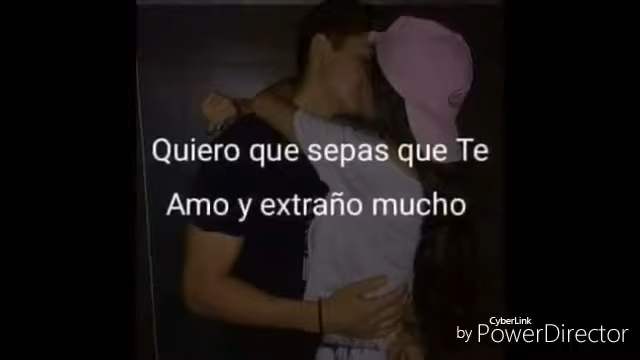 Quiero que sepas que Te
Amo y extraño mucho
CyberLink
by PowerDirector